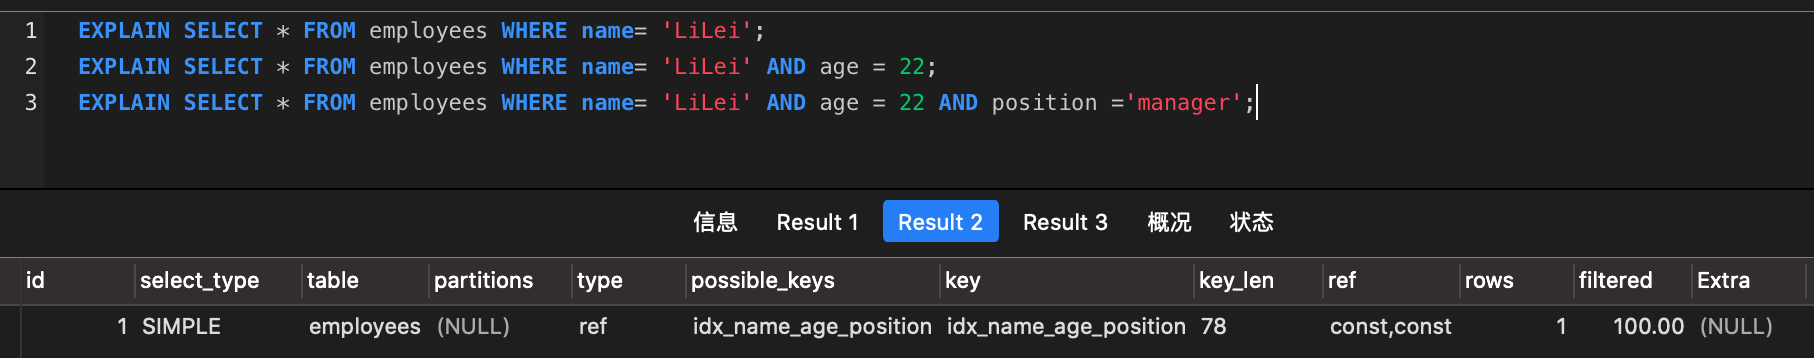 1 EXPLAIN SELECT * FROM employees WHERE name= 'LiLei';
2 EXPLAIN SELECT * FROM employees WHERE name= 'LiLei' AND age = 22;
3 EXPLAIN SELECT * FROM employees WHERE name= 'LiLei' AND age = 22 AND position ='manager';
信息 Result 1 Result 2 Result 3 概况 状态
id select_type table partitions type possible_keys key key_len ref rows filtered Extra
1 SIMPLE employees (NULL) ref idx_name_age_position idx_name_age_position 78 const,const 1 100.00 (NULL)